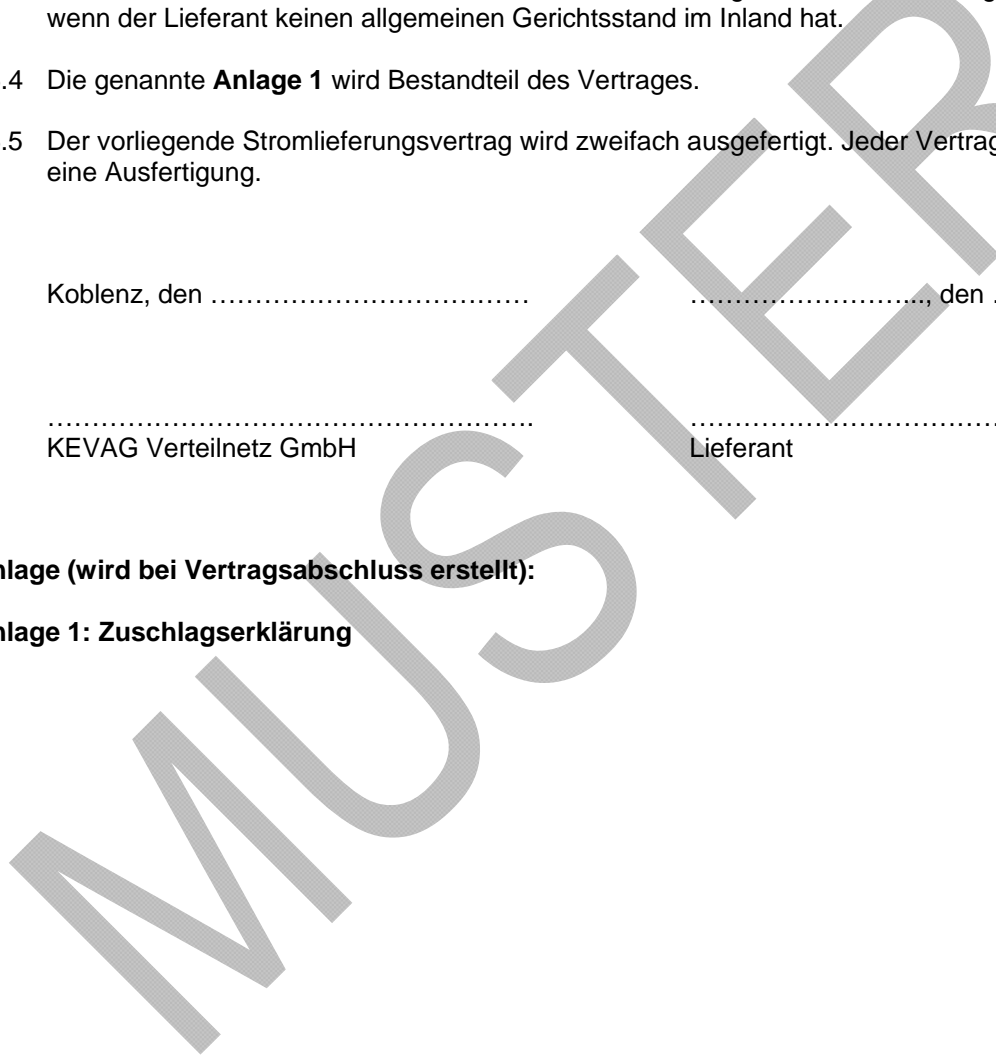 wenn der Lieferant keinen allgemeinen Gerichtsstand im Inland hat.
.4 Die genannte Anlage 1 wird Bestandteil des Vertrages.
.5 Der vorliegende Stromlieferungsvertrag wird zweifach ausgefertigt. Jeder Vertrag
eine Ausfertigung.
Koblenz, den ……………………………… ……………………..., den .
………………………………………………. ……………………………
KEVAG Verteilnetz GmbH Lieferant
nlage (wird bei Vertragsabschluss erstellt):
nlage 1: Zuschlagserklärung
MUSTER